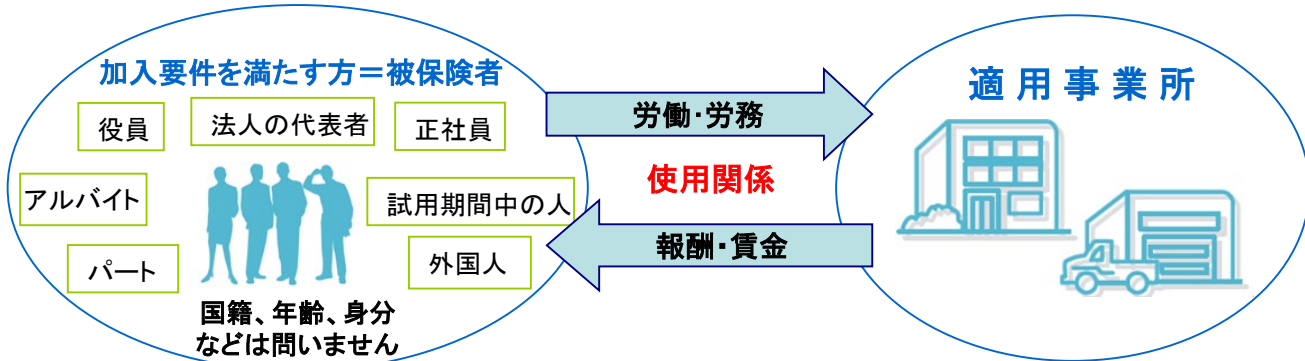 加入要件を満たす方＝被保険者
役員
法人の代表者
正社員
アルバイト
試用期間中の人
パート
外国人
国籍、年齢、身分
などは問いません
労働・労務
使用関係
報酬・賃金
適用事業所